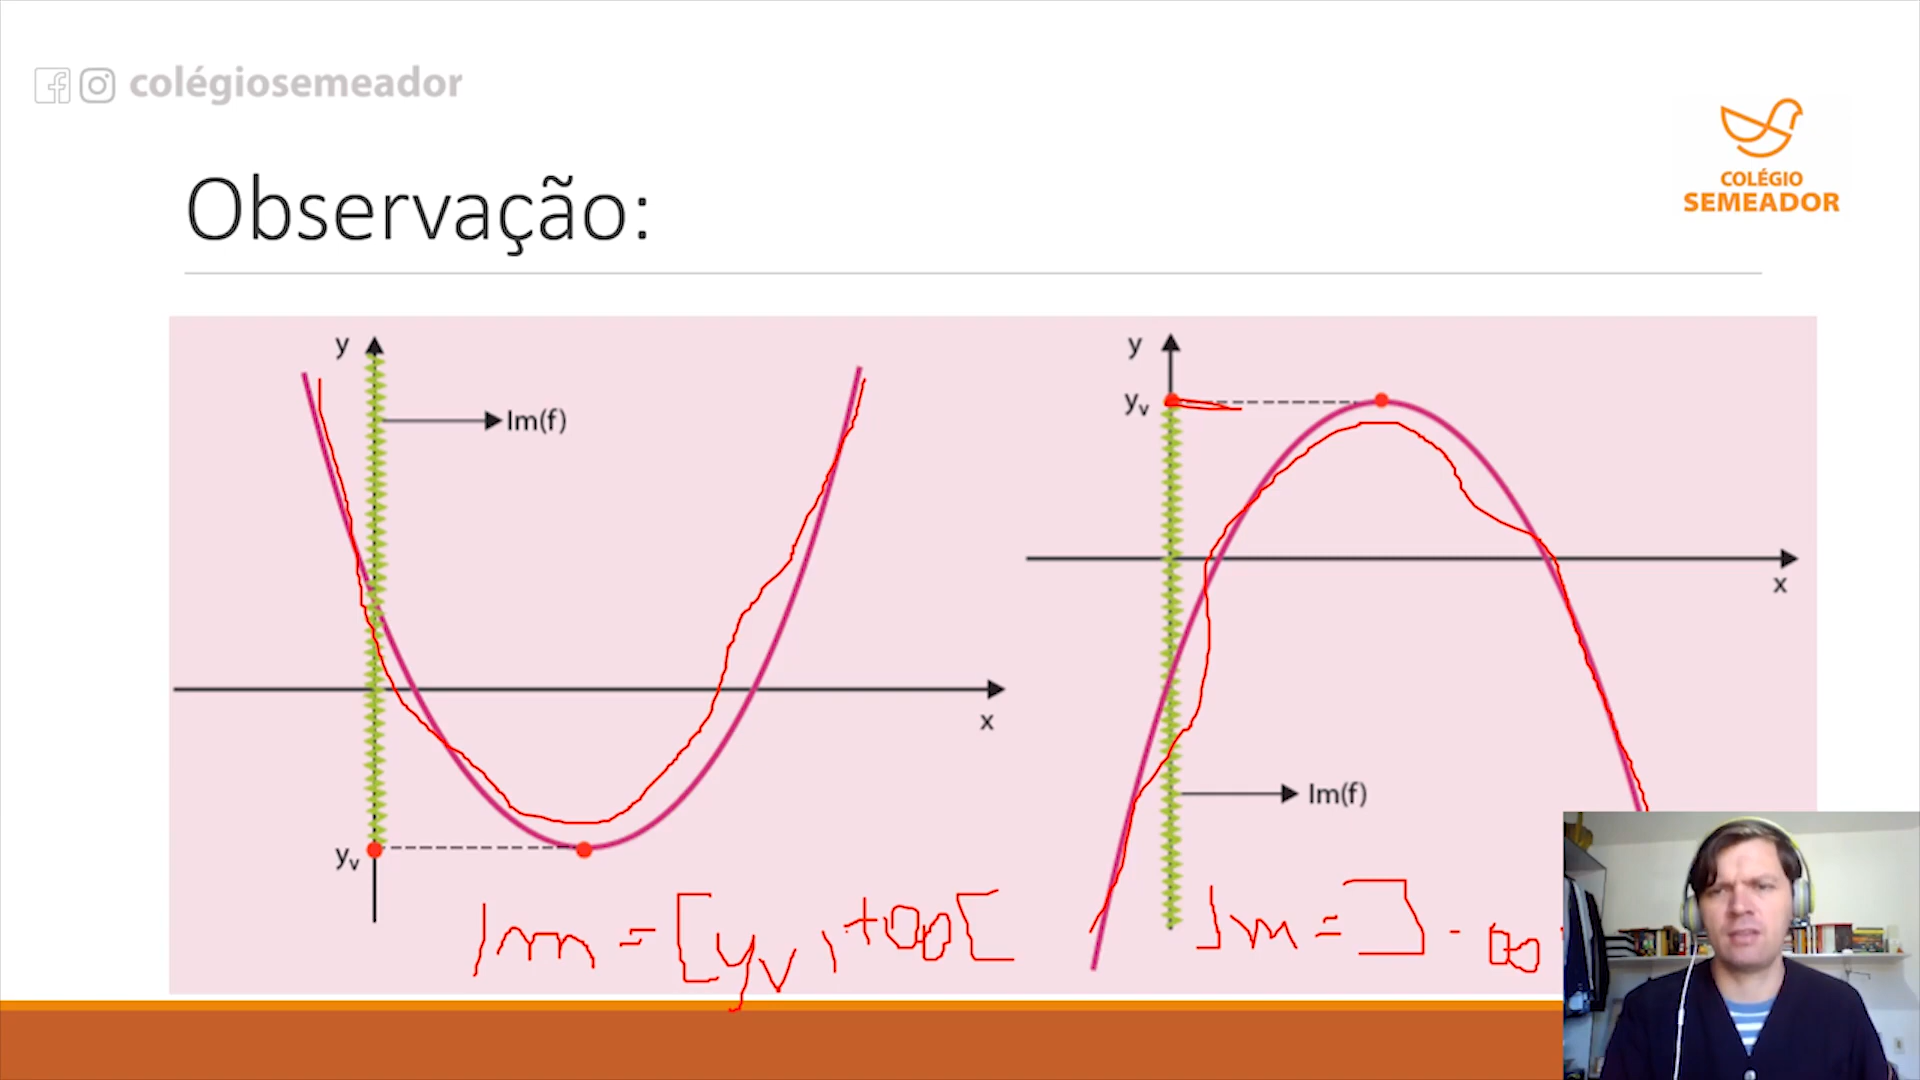 colégiosemeador
COLÉGIO
SEMEADOR
Observação:
y
Im(f)
x
yv
Im = [yv, +∞[
y
yv
x
Im(f)
Im = ]-∞